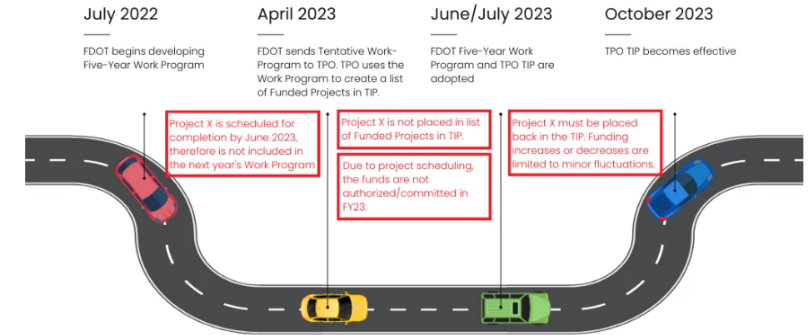 July 2022
FDOT begins developing
Five-Year Work Program
April 2023
FDOT sends Tentative Work-
Program to TPO. TPO uses the
Work Program to create a list
of Funded Projects in TIP.
June/July 2023
FDOT Five-Year Work
Program and TPO TIP are
adopted
October 2023
TPO TIP becomes effective
Project X is scheduled for
completion by June 2023,
therefore is not included in
the next year's Work Program
Project X is not placed in list
of Funded Projects in TIP.
Due to project scheduling,
the funds are not
authorized/committed in
FY23.
Project X must be placed
back in the TIP. Funding
increases or decreases are
limited to minor fluctuations.